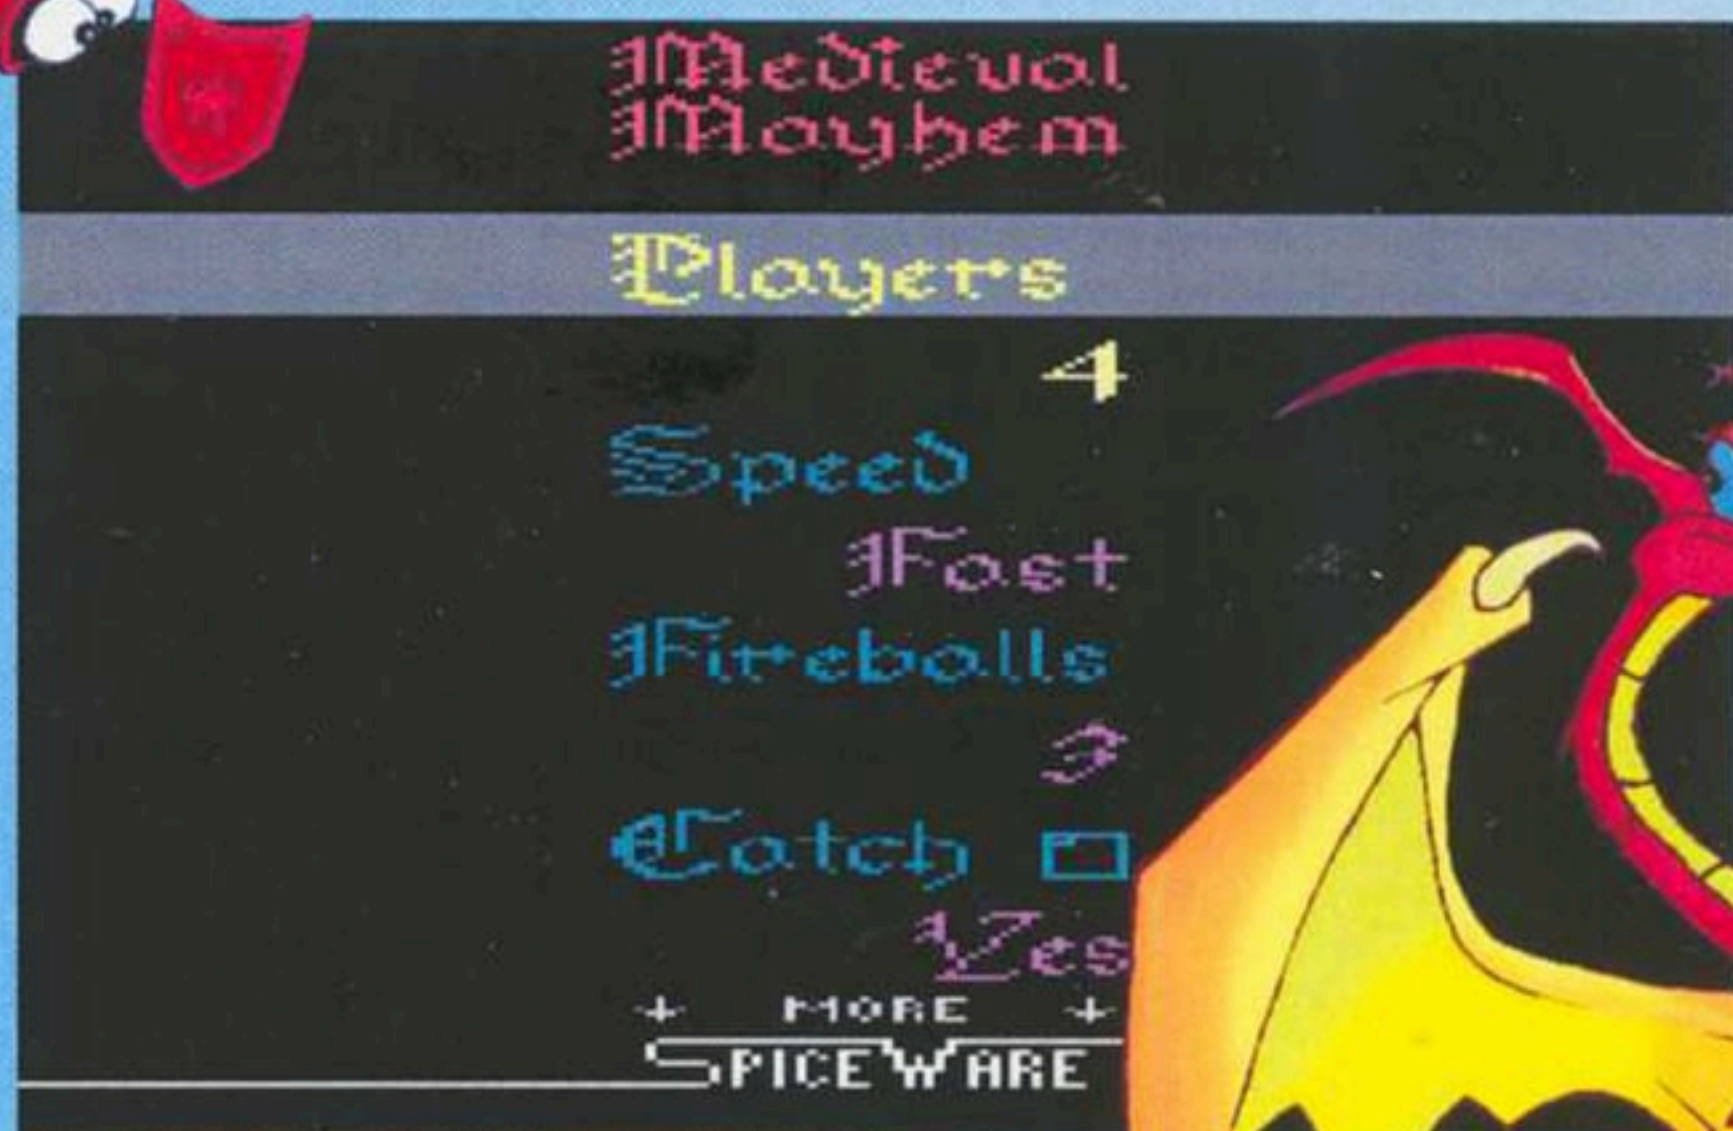 Medieval
Mayhem
Players
4
Speed
Fast
Fireballs
3
Catch
Yes
MORE
SPICEWARE